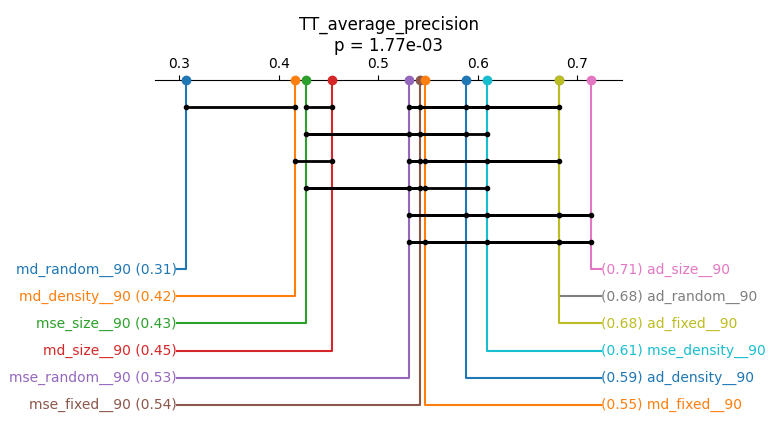 TT_average_precision
p = 1.77e-03
0.3 0.4 0.5 0.6 0.7
md_random__90 (0.31)
(0.71) ad_size__90
md_density__90 (0.42)
(0.68) ad_random__90
mse_size__90 (0.43)
(0.68) ad_fixed__90
md_size__90 (0.45)
(0.61) mse_density__90
mse_random__90 (0.53)
(0.59) ad_density__90
mse_fixed__90 (0.54)
(0.55) md_fixed__90